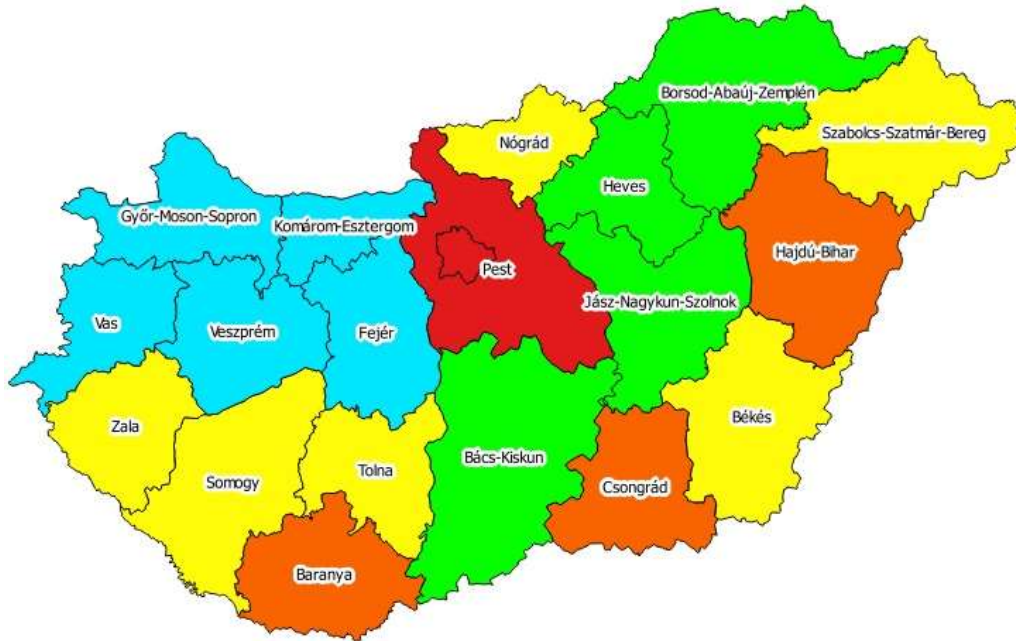 Borsod-Abaúj-Zemplén
Szabolcs-Szatmár-Bereg
Nógrád
Heves
Győr-Moson-Sopron
Komárom-Esztergom
Hajdú-Bihar
Pest
Jász-Nagykun-Szolnok
Vas
Veszprém
Fejér
Békés
Zala
Bács-Kiskun
Tolna
Somogy
Csongrád
Baranya